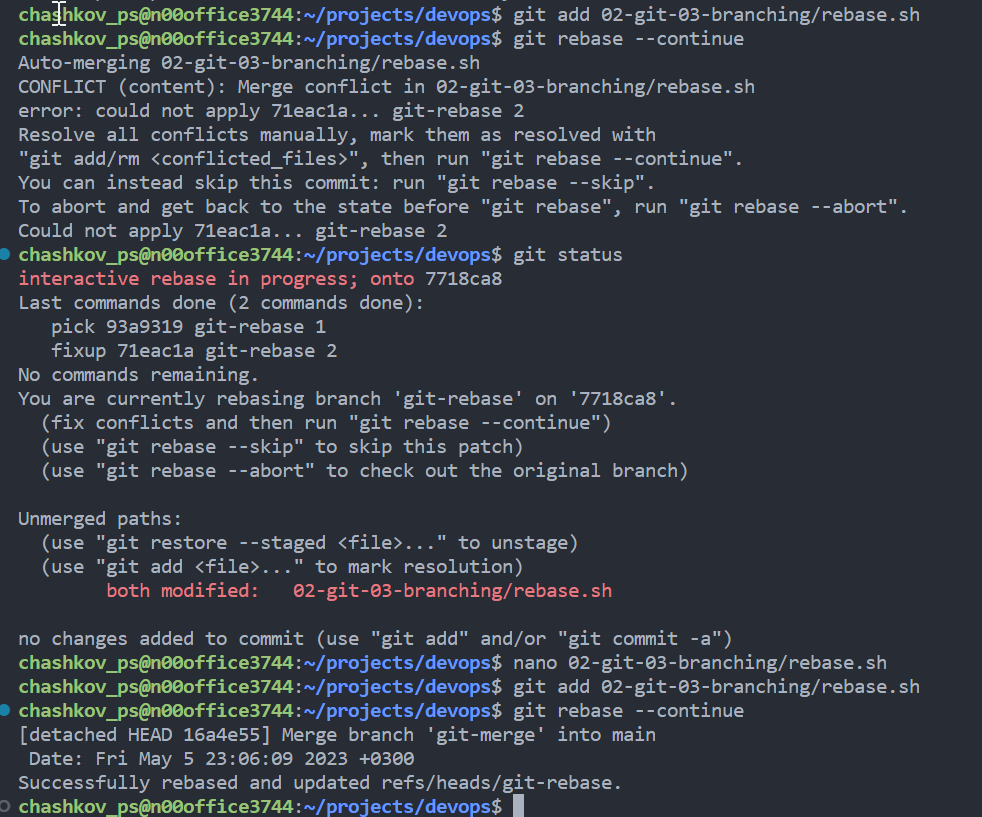 chashkov_ps@n00office3744:~/projects/devops$ git add 02-git-03-branching/rebase.sh
chashkov_ps@n00office3744:~/projects/devops$ git rebase --continue
Auto-merging 02-git-03-branching/rebase.sh
CONFLICT (content): Merge conflict in 02-git-03-branching/rebase.sh
error: could not apply 71eac1a... git-rebase 2
Resolve all conflicts manually, mark them as resolved with
"git add/rm <conflicted_files>", then run "git rebase --continue".
You can instead skip this commit: run "git rebase --skip".
To abort and get back to the state before "git rebase", run "git rebase --abort".
Could not apply 71eac1a... git-rebase 2
chashkov_ps@n00office3744:~/projects/devops$ git status
interactive rebase in progress; onto 7718ca8
Last commands done (2 commands done):
   pick 93a9319 git-rebase 1
   fixup 71eac1a git-rebase 2
No commands remaining.
You are currently rebasing branch 'git-rebase' on '7718ca8'.
  (fix conflicts and then run "git rebase --continue")
  (use "git rebase --skip" to skip this patch)
  (use "git rebase --abort" to check out the original branch)

Unmerged paths:
  (use "git restore --staged <file>..." to unstage)
  (use "git add <file>..." to mark resolution)
        both modified:   02-git-03-branching/rebase.sh

no changes added to commit (use "git add" and/or "git commit -a")
chashkov_ps@n00office3744:~/projects/devops$ nano 02-git-03-branching/rebase.sh
chashkov_ps@n00office3744:~/projects/devops$ git add 02-git-03-branching/rebase.sh
chashkov_ps@n00office3744:~/projects/devops$ git rebase --continue
[detached HEAD 16a4e55] Merge branch 'git-merge' into main
 Date: Fri May 5 23:06:09 2023 +0300
Successfully rebased and updated refs/heads/git-rebase.
chashkov_ps@n00office3744:~/projects/devops$